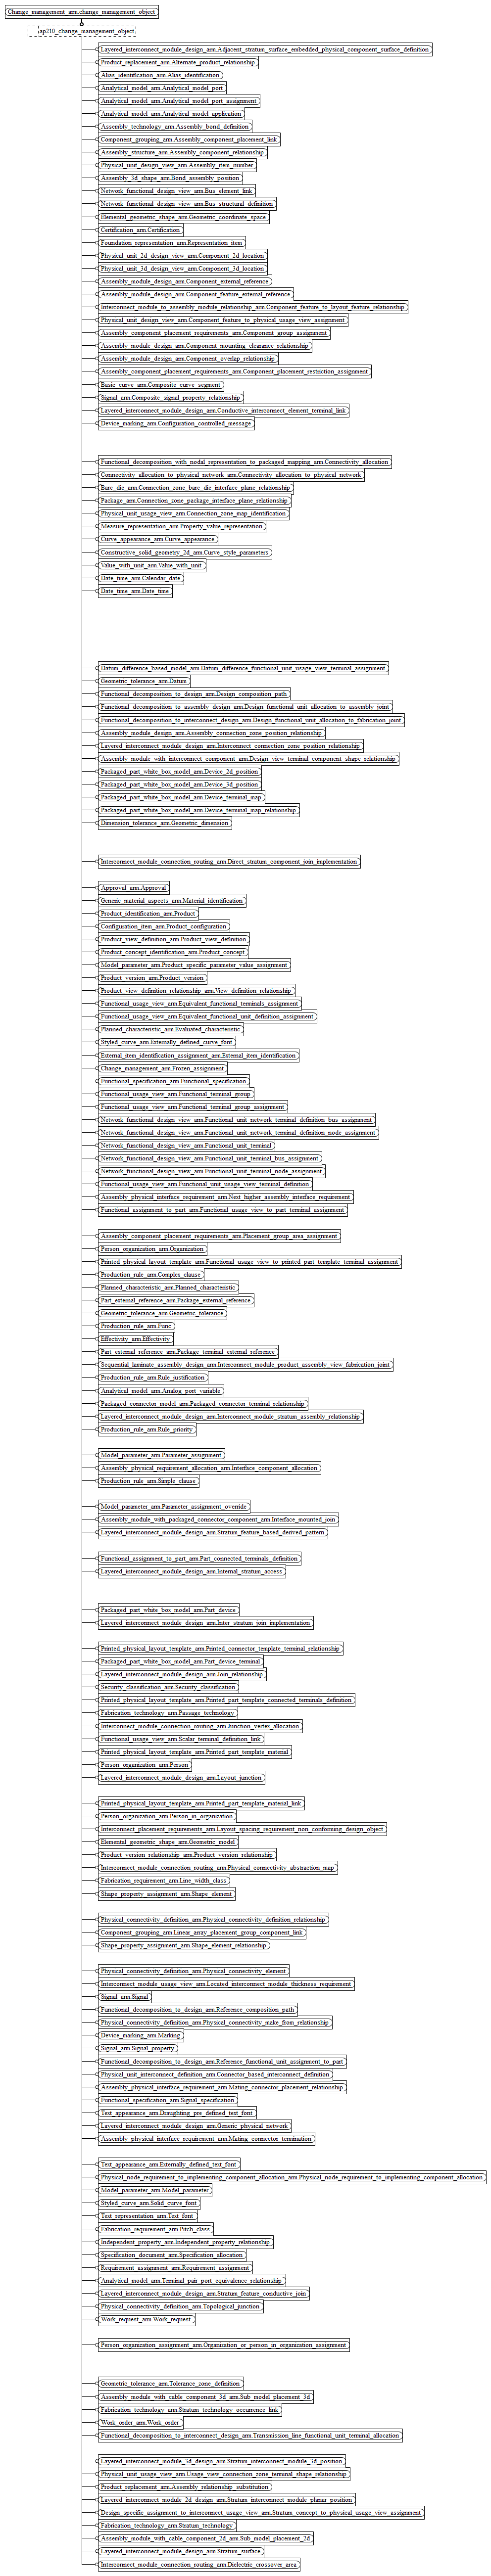 Change_management_arm.change_management_object
ap210_change_management_object
Layered_interconnect_module_design_arm.Adjacent_stratum_surface_embedded_physical_component_surface_definition
Product_replacement_arm.Alternate_product_relationship
Alias_identification_arm.Alias_identification
Analytical_model_arm.Analytical_model_port
Analytical_model_arm.Analytical_model_port_assignment
Analytical_model_arm.Analytical_model_application
Assembly_technology_arm.Assembly_bond_definition
Component_grouping_arm.Assembly_component_placement_link
Assembly_structure_arm.Assembly_component_relationship
Physical_unit_design_view_arm.Assembly_item_number
Assembly_3d_shape_arm.Bond_assembly_position
Network_functional_design_view_arm.Bus_element_link
Network_functional_design_view_arm.Bus_structural_definition
Elemental_geometric_shape_arm.Geometric_coordinate_space
Certification_arm.Certification
Foundation_representation_arm.Representation_item
Physical_unit_2d_design_view_arm.Component_2d_location
Physical_unit_3d_design_view_arm.Component_3d_location
Assembly_module_design_arm.Component_external_reference
Assembly_module_design_arm.Component_feature_external_reference
Interconnect_module_to_assembly_module_relationship_arm.Component_feature_to_layout_feature_relationship
Physical_unit_design_view_arm.Component_feature_to_physical_usage_view_assignment
Assembly_component_placement_requirements_arm.Component_group_assignment
Assembly_module_design_arm.Component_mounting_clearance_relationship
Assembly_module_design_arm.Component_overlap_relationship
Assembly_component_placement_requirements_arm.Component_placement_restriction_assignment
Basic_curve_arm.Composite_curve_segment
Signal_arm.Composite_signal_property_relationship
Layered_interconnect_module_design_arm.Conductive_interconnect_element_terminal_link
Device_marking_arm.Configuration_controlled_message
Functional_decomposition_with_nodal_representation_to_packaged_mapping_arm.Connectivity_allocation
Connectivity_allocation_to_physical_network_arm.Connectivity_allocation_to_physical_network
Bare_die_arm.Connection_zone_bare_die_interface_plane_relationship
Package_arm.Connection_zone_package_interface_plane_relationship
Physical_unit_usage_view_arm.Connection_zone_map_identification
Measure_representation_arm.Property_value_representation
Curve_appearance_arm.Curve_appearance
Constructive_solid_geometry_2d_arm.Curve_style_parameters
Value_with_unit_arm.Value_with_unit
Date_time_arm.Calendar_date
Date_time_arm.Date_time
Datum_difference_based_model_arm.Datum_difference_functional_unit_usage_view_terminal_assignment
Geometric_tolerance_arm.Datum
Functional_decomposition_to_design_arm.Design_composition_path
Functional_decomposition_to_assembly_design_arm.Design_functional_unit_allocation_to_assembly_joint
Functional_decomposition_to_interconnect_design_arm.Design_functional_unit_allocation_to_fabrication_joint
Assembly_module_design_arm.Assembly_connection_zone_position_relationship
Layered_interconnect_module_design_arm.Interconnect_connection_zone_position_relationship
Assembly_module_with_interconnect_component_arm.Design_view_terminal_component_shape_relationship
Packaged_part_white_box_model_arm.Device_2d_position
Packaged_part_white_box_model_arm.Device_3d_position
Packaged_part_white_box_model_arm.Device_terminal_map
Packaged_part_white_box_model_arm.Device_terminal_map_relationship
Dimension_tolerance_arm.Geometric_dimension
Interconnect_module_connection_routing_arm.Direct_stratum_component_join_implementation
Approval_arm.Approval
Generic_material_aspects_arm.Material_identification
Product_identification_arm.Product
Configuration_item_arm.Product_configuration
Product_view_definition_arm.Product_view_definition
Product_concept_identification_arm.Product_concept
Model_parameter_arm.Product_specific_parameter_value_assignment
Product_version_arm.Product_version
Product_view_definition_relationship_arm.View_definition_relationship
Functional_usage_view_arm.Equivalent_functional_terminals_assignment
Functional_usage_view_arm.Equivalent_functional_unit_definition_assignment
Planned_characteristic_arm.Evaluated_characteristic
Styled_curve_arm.Externally_defined_curve_font
External_item_identification_assignment_arm.External_item_identification
Change_management_arm.Frozen_assignment
Functional_specification_arm.Functional_specification
Functional_usage_view_arm.Functional_terminal_group
Functional_usage_view_arm.Functional_terminal_group_assignment
Network_functional_design_view_arm.Functional_unit_network_terminal_definition_bus_assignment
Network_functional_design_view_arm.Functional_unit_network_terminal_definition_node_assignment
Network_functional_design_view_arm.Functional_unit_terminal
Network_functional_design_view_arm.Functional_unit_terminal_bus_assignment
Network_functional_design_view_arm.Functional_unit_terminal_node_assignment
Functional_usage_view_arm.Functional_unit_usage_view_terminal_definition
Assembly_physical_interface_requirement_arm.Next_higher_assembly_interface_requirement
Functional_assignment_to_part_arm.Functional_usage_view_to_part_terminal_assignment
Assembly_component_placement_requirements_arm.Placement_group_area_assignment
Person_organization_arm.Organization
Printed_physical_layout_template_arm.Functional_usage_view_to_printed_part_template_terminal_assignment
Production_rule_arm.Complex_clause
Planned_characteristic_arm.Planned_characteristic
Part_external_reference_arm.Package_external_reference
Geometric_tolerance_arm.Geometric_tolerance
Production_rule_arm.Func
Effectivity_arm.Effectivity
Part_external_reference_arm.Package_terminal_external_reference
Sequential_laminate_assembly_design_arm.Interconnect_module_product_assembly_view_fabrication_joint
Production_rule_arm.Rule_justification
Analytical_model_arm.Analog_port_variable
Packaged_connector_model_arm.Packaged_connector_terminal_relationship
Layered_interconnect_module_design_arm.Interconnect_module_stratum_assembly_relationship
Production_rule_arm.Rule_priority
Model_parameter_arm.Parameter_assignment
Assembly_physical_requirement_allocation_arm.Interface_component_allocation
Production_rule_arm.Simple_clause
Model_parameter_arm.Parameter_assignment_override
Assembly_module_with_packaged_connector_component_arm.Interface_mounted_join
Layered_interconnect_module_design_arm.Stratum_feature_based_derived_pattern
Functional_assignment_to_part_arm.Part_connected_terminals_definition
Layered_interconnect_module_design_arm.Internal_stratum_access
Packaged_part_white_box_model_arm.Part_device
Layered_interconnect_module_design_arm.Inter_stratum_join_implementation
Printed_physical_layout_template_arm.Printed_connector_template_terminal_relationship
Packaged_part_white_box_model_arm.Part_device_terminal
Layered_interconnect_module_design_arm.Join_relationship
Security_classification_arm.Security_classification
Printed_physical_layout_template_arm.Printed_part_template_connected_terminals_definition
Fabrication_technology_arm.Passage_technology
Interconnect_module_connection_routing_arm.Junction_vertex_allocation
Functional_usage_view_arm.Scalar_terminal_definition_link
Printed_physical_layout_template_arm.Printed_part_template_material
Person_organization_arm.Person
Layered_interconnect_module_design_arm.Layout_junction
Printed_physical_layout_template_arm.Printed_part_template_material_link
Person_organization_arm.Person_in_organization
Interconnect_placement_requirements_arm.Layout_spacing_requirement_non_conforming_design_object
Elemental_geometric_shape_arm.Geometric_model
Product_version_relationship_arm.Product_version_relationship
Interconnect_module_connection_routing_arm.Physical_connectivity_abstraction_map
Fabrication_requirement_arm.Line_width_class
Shape_property_assignment_arm.Shape_element
Physical_connectivity_definition_arm.Physical_connectivity_definition_relationship
Component_grouping_arm.Linear_array_placement_group_component_link
Shape_property_assignment_arm.Shape_element_relationship
Physical_connectivity_definition_arm.Physical_connectivity_element
Interconnect_module_usage_view_arm.Located_interconnect_module_thickness_requirement
Signal_arm.Signal
Functional_decomposition_to_design_arm.Reference_composition_path
Physical_connectivity_definition_arm.Physical_connectivity_make_from_relationship
Device_marking_arm.Marking
Signal_arm.Signal_property
Functional_decomposition_to_design_arm.Reference_functional_unit_assignment_to_part
Physical_unit_interconnect_definition_arm.Connector_based_interconnect_definition
Assembly_physical_interface_requirement_arm.Mating_connector_placement_relationship
Functional_specification_arm.Signal_specification
Text_appearance_arm.Draughting_pre_defined_text_font
Layered_interconnect_module_design_arm.Generic_physical_network
Assembly_physical_interface_requirement_arm.Mating_connector_termination
Text_appearance_arm.Externally_defined_text_font
Physical_node_requirement_to_implementing_component_allocation_arm.Physical_node_requirement_to_implementing_component_allocation
Model_parameter_arm.Model_parameter
Styled_curve_arm.Solid_curve_font
Text_representation_arm.Text_font
Fabrication_requirement_arm.Pitch_class
Independent_property_arm.Independent_property_relationship
Specification_document_arm.Specification_allocation
Requirement_assignment_arm.Requirement_assignment
Analytical_model_arm.Terminal_pair_port_equivalence_relationship
Layered_interconnect_module_design_arm.Stratum_feature_conductive_join
Physical_connectivity_definition_arm.Topological_junction
Work_request_arm.Work_request
Person_organization_assignment_arm.Organization_or_person_in_organization_assignment
Geometric_tolerance_arm.Tolerance_zone_definition
Assembly_module_with_cable_component_3d_arm.Sub_model_placement_3d
Fabrication_technology_arm.Stratum_technology_occurrence_link
Work_order_arm.Work_order
Functional_decomposition_to_interconnect_design_arm.Transmission_line_functional_unit_terminal_allocation
Layered_interconnect_module_3d_design_arm.Stratum_interconnect_module_3d_position
Physical_unit_usage_view_arm.Usage_view_connection_zone_terminal_shape_relationship
Product_replacement_arm.Assembly_relationship_substitution
Layered_interconnect_module_2d_design_arm.Stratum_interconnect_module_planar_position
Design_specific_assignment_to_interconnect_usage_view_arm.Stratum_concept_to_physical_usage_view_assignment
Fabrication_technology_arm.Stratum_technology
Assembly_module_with_cable_component_2d_arm.Sub_model_placement_2d
Layered_interconnect_module_design_arm.Stratum_surface
Interconnect_module_connection_routing_arm.Dielectric_crossover_area